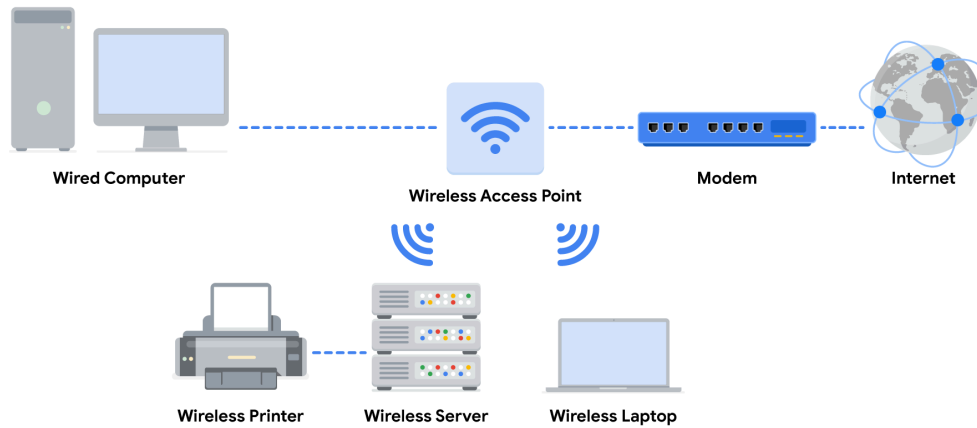 Wired Computer
Wireless Access Point
Modem
Internet
Wireless Printer
Wireless Server
Wireless Laptop